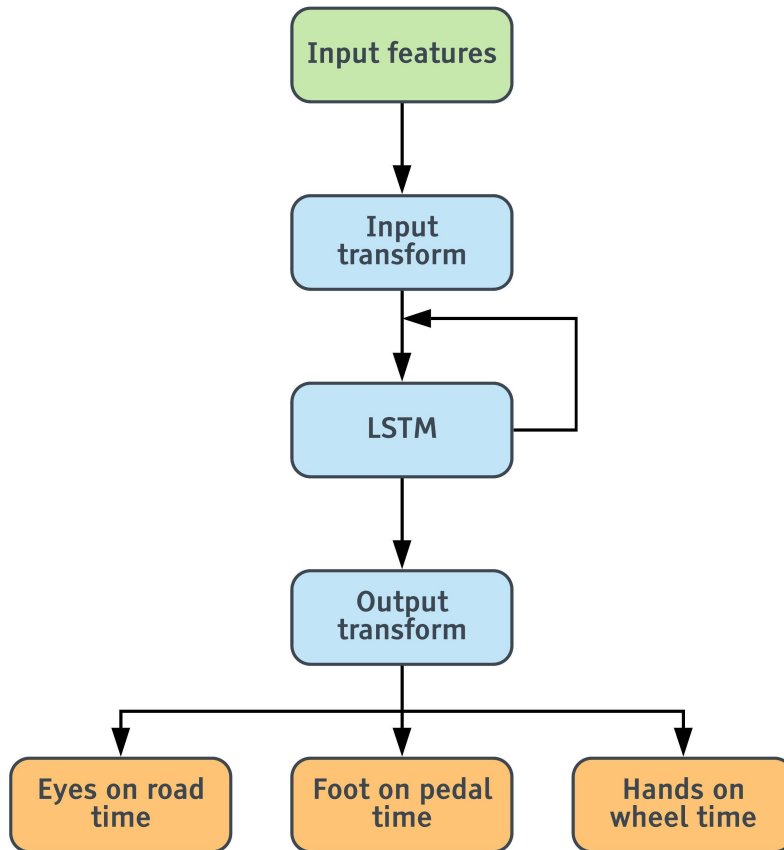 Input features
Input
transform
LSTM
Output
transform
Eyes on road
time
Foot on pedal
time
Hands on
wheel time